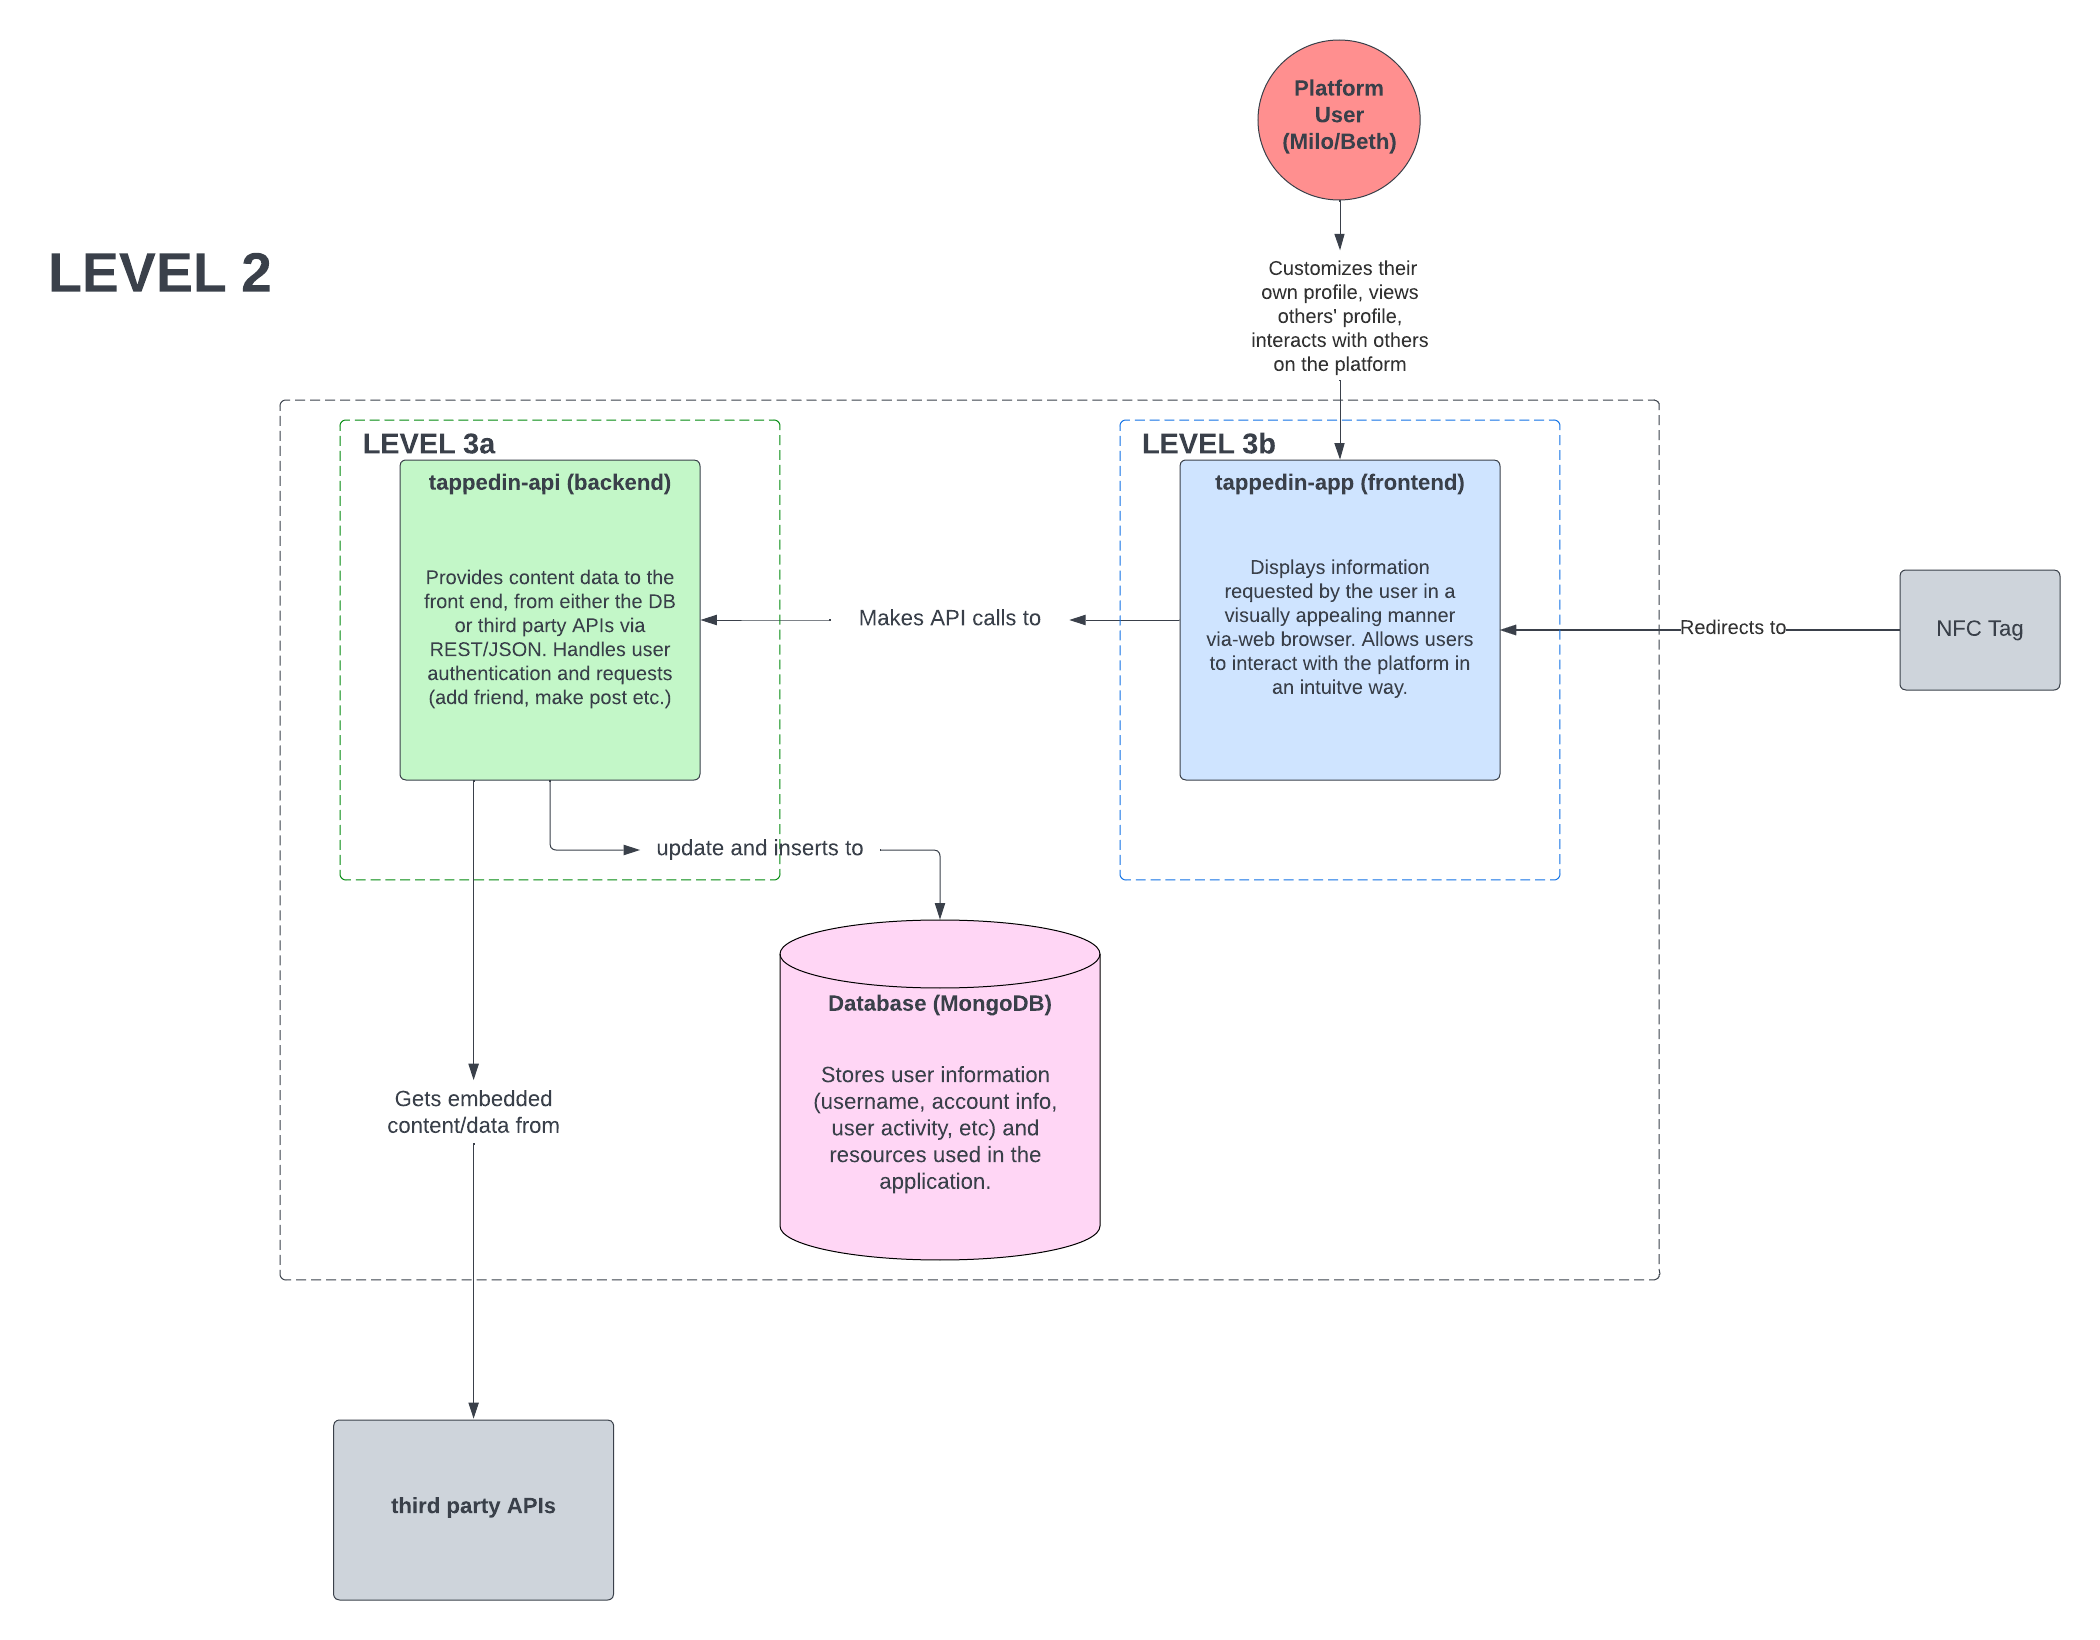 Platform
User
(Milo/Beth)
LEVEL 2
Customizes their
own profile, views
others' profile,
interacts with others
on the platform
LEVEL 3a
tappedin-api (backend)
Provides content data to the
front end, from either the DB
or third party APIs via
REST/JSON. Handles user
authentication and requests
(add friend, make post etc.)
Makes API calls to
LEVEL 3b
tappedin-app (frontend)
Displays information
requested by the user in a
visually appealing manner
via-web browser. Allows users
to interact with the platform in
an intuitve way.
Redirects to
NFC Tag
update and inserts to
Database (MongoDB)
Stores user information
(username, account info,
user activity, etc) and
resources used in the
application.
Gets embedded
content/data from
third party APIs